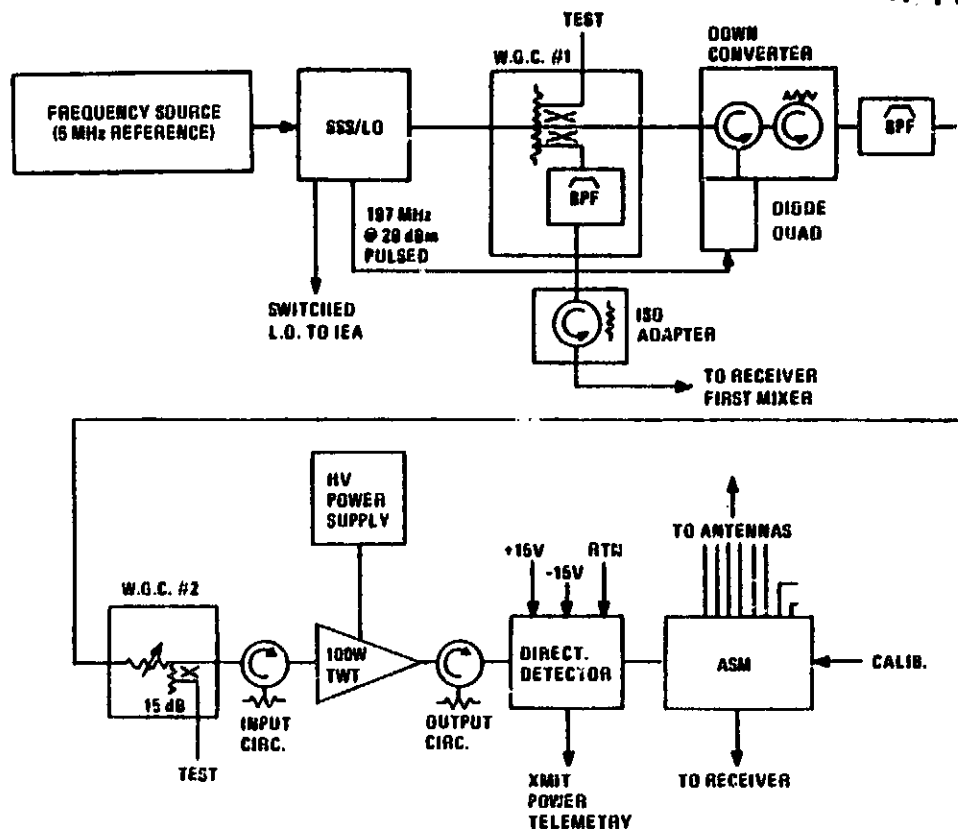 TEST
DOWN
CONVERTER
W.G.C. #1
FREQUENCY SOURCE
(5 MHz REFERENCE)
SSS/LO
BPF
BPF
197 MHz
@ 28 dBm
PULSED
DIODE
QUAD
SWITCHED
L.O. TO IEA
ISO
ADAPTER
TO RECEIVER
FIRST MIXER
HV
POWER
SUPPLY
TO ANTENNAS
+15V
RTN
-15V
W.G.C. #2
100W
TWT
DIRECT.
DETECTOR
ASM
CALIB.
15 dB
INPUT
CIRC.
OUTPUT
CIRC.
TEST
XMIT
POWER
TELEMETRY
TO RECEIVER